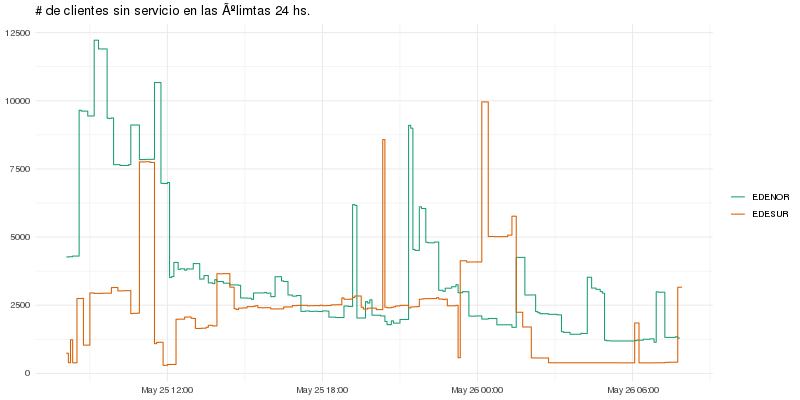 # de clientes sin servicio en las Ãºlimtas 24 hs.
12500
10000
7500
5000
2500
0
May 25 12:00
May 25 18:00
May 26 00:00
May 26 06:00
EDENOR
EDESUR